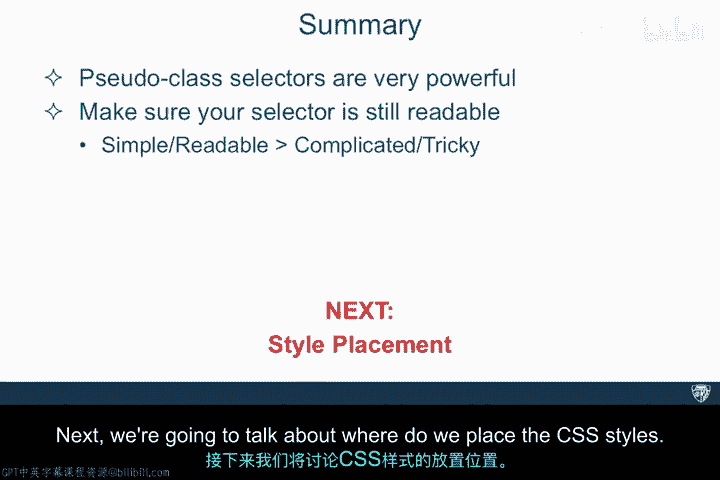 Summary
✧ Pseudo-class selectors are very powerful
✧ Make sure your selector is still readable
• Simple/Readable > Complicated/Tricky
NEXT:
Style Placement
Next, we're going to talk about where do we place the CSS styles.
接下来我们将讨论CSS样式的放置位置。
GPT中英字幕课程资源@bilibili.com